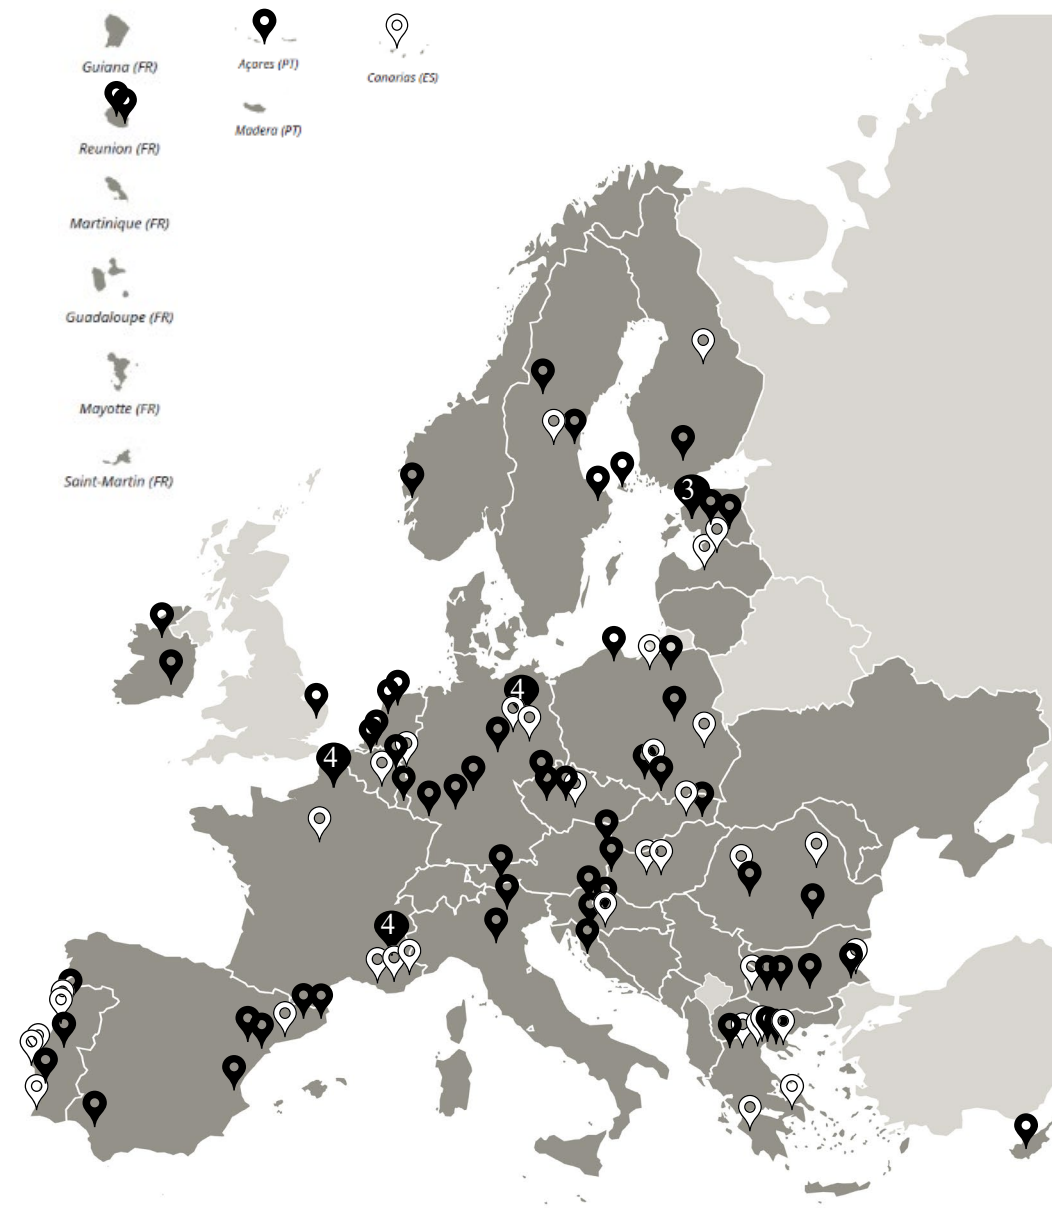 Guiana (FR)
Açores (PT)
Canarias (ES)
Reunion (FR)
Madera (PT)
Martinique (FR)
Guadaloupe (FR)
Mayotte (FR)
Saint-Martin (FR)
3
4
4
4